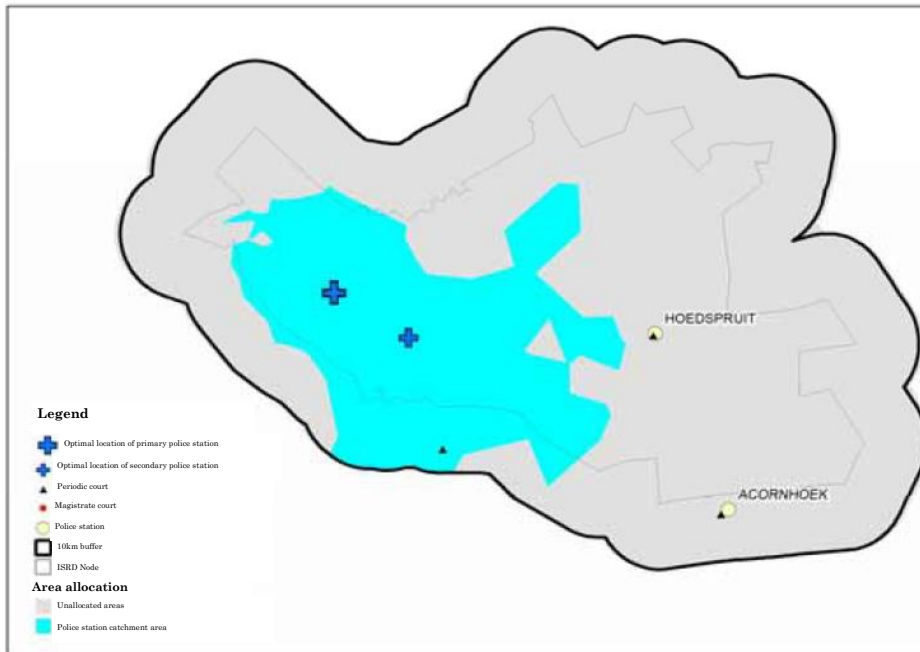 HOEDSPRUIT
ACORNHOEK
Legend
Optimal location of primary police station
Optimal location of secondary police station
Periodic court
Magistrate court
Police station
10km buffer
ISRD Node
Area allocation
Unallocated areas
Police station catchment area